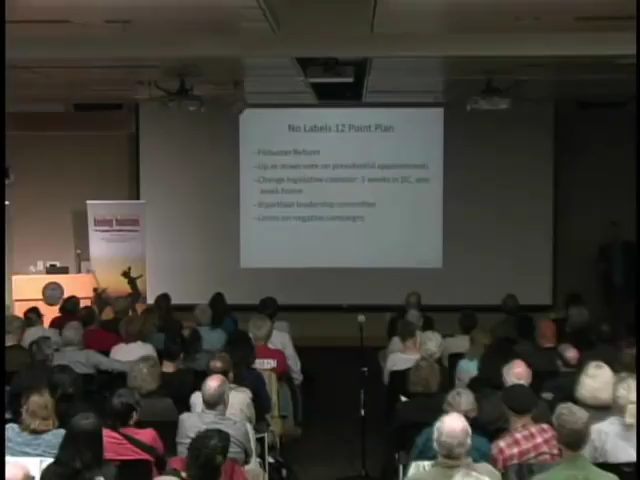 No Labels 12 Point Plan
–Filibuster Reform
–Up or down vote on presidential appointments
–Change legislative calendar: 3 weeks in DC, one
week home
–Bipartisan leadership committee
–Limits on negative campaigns